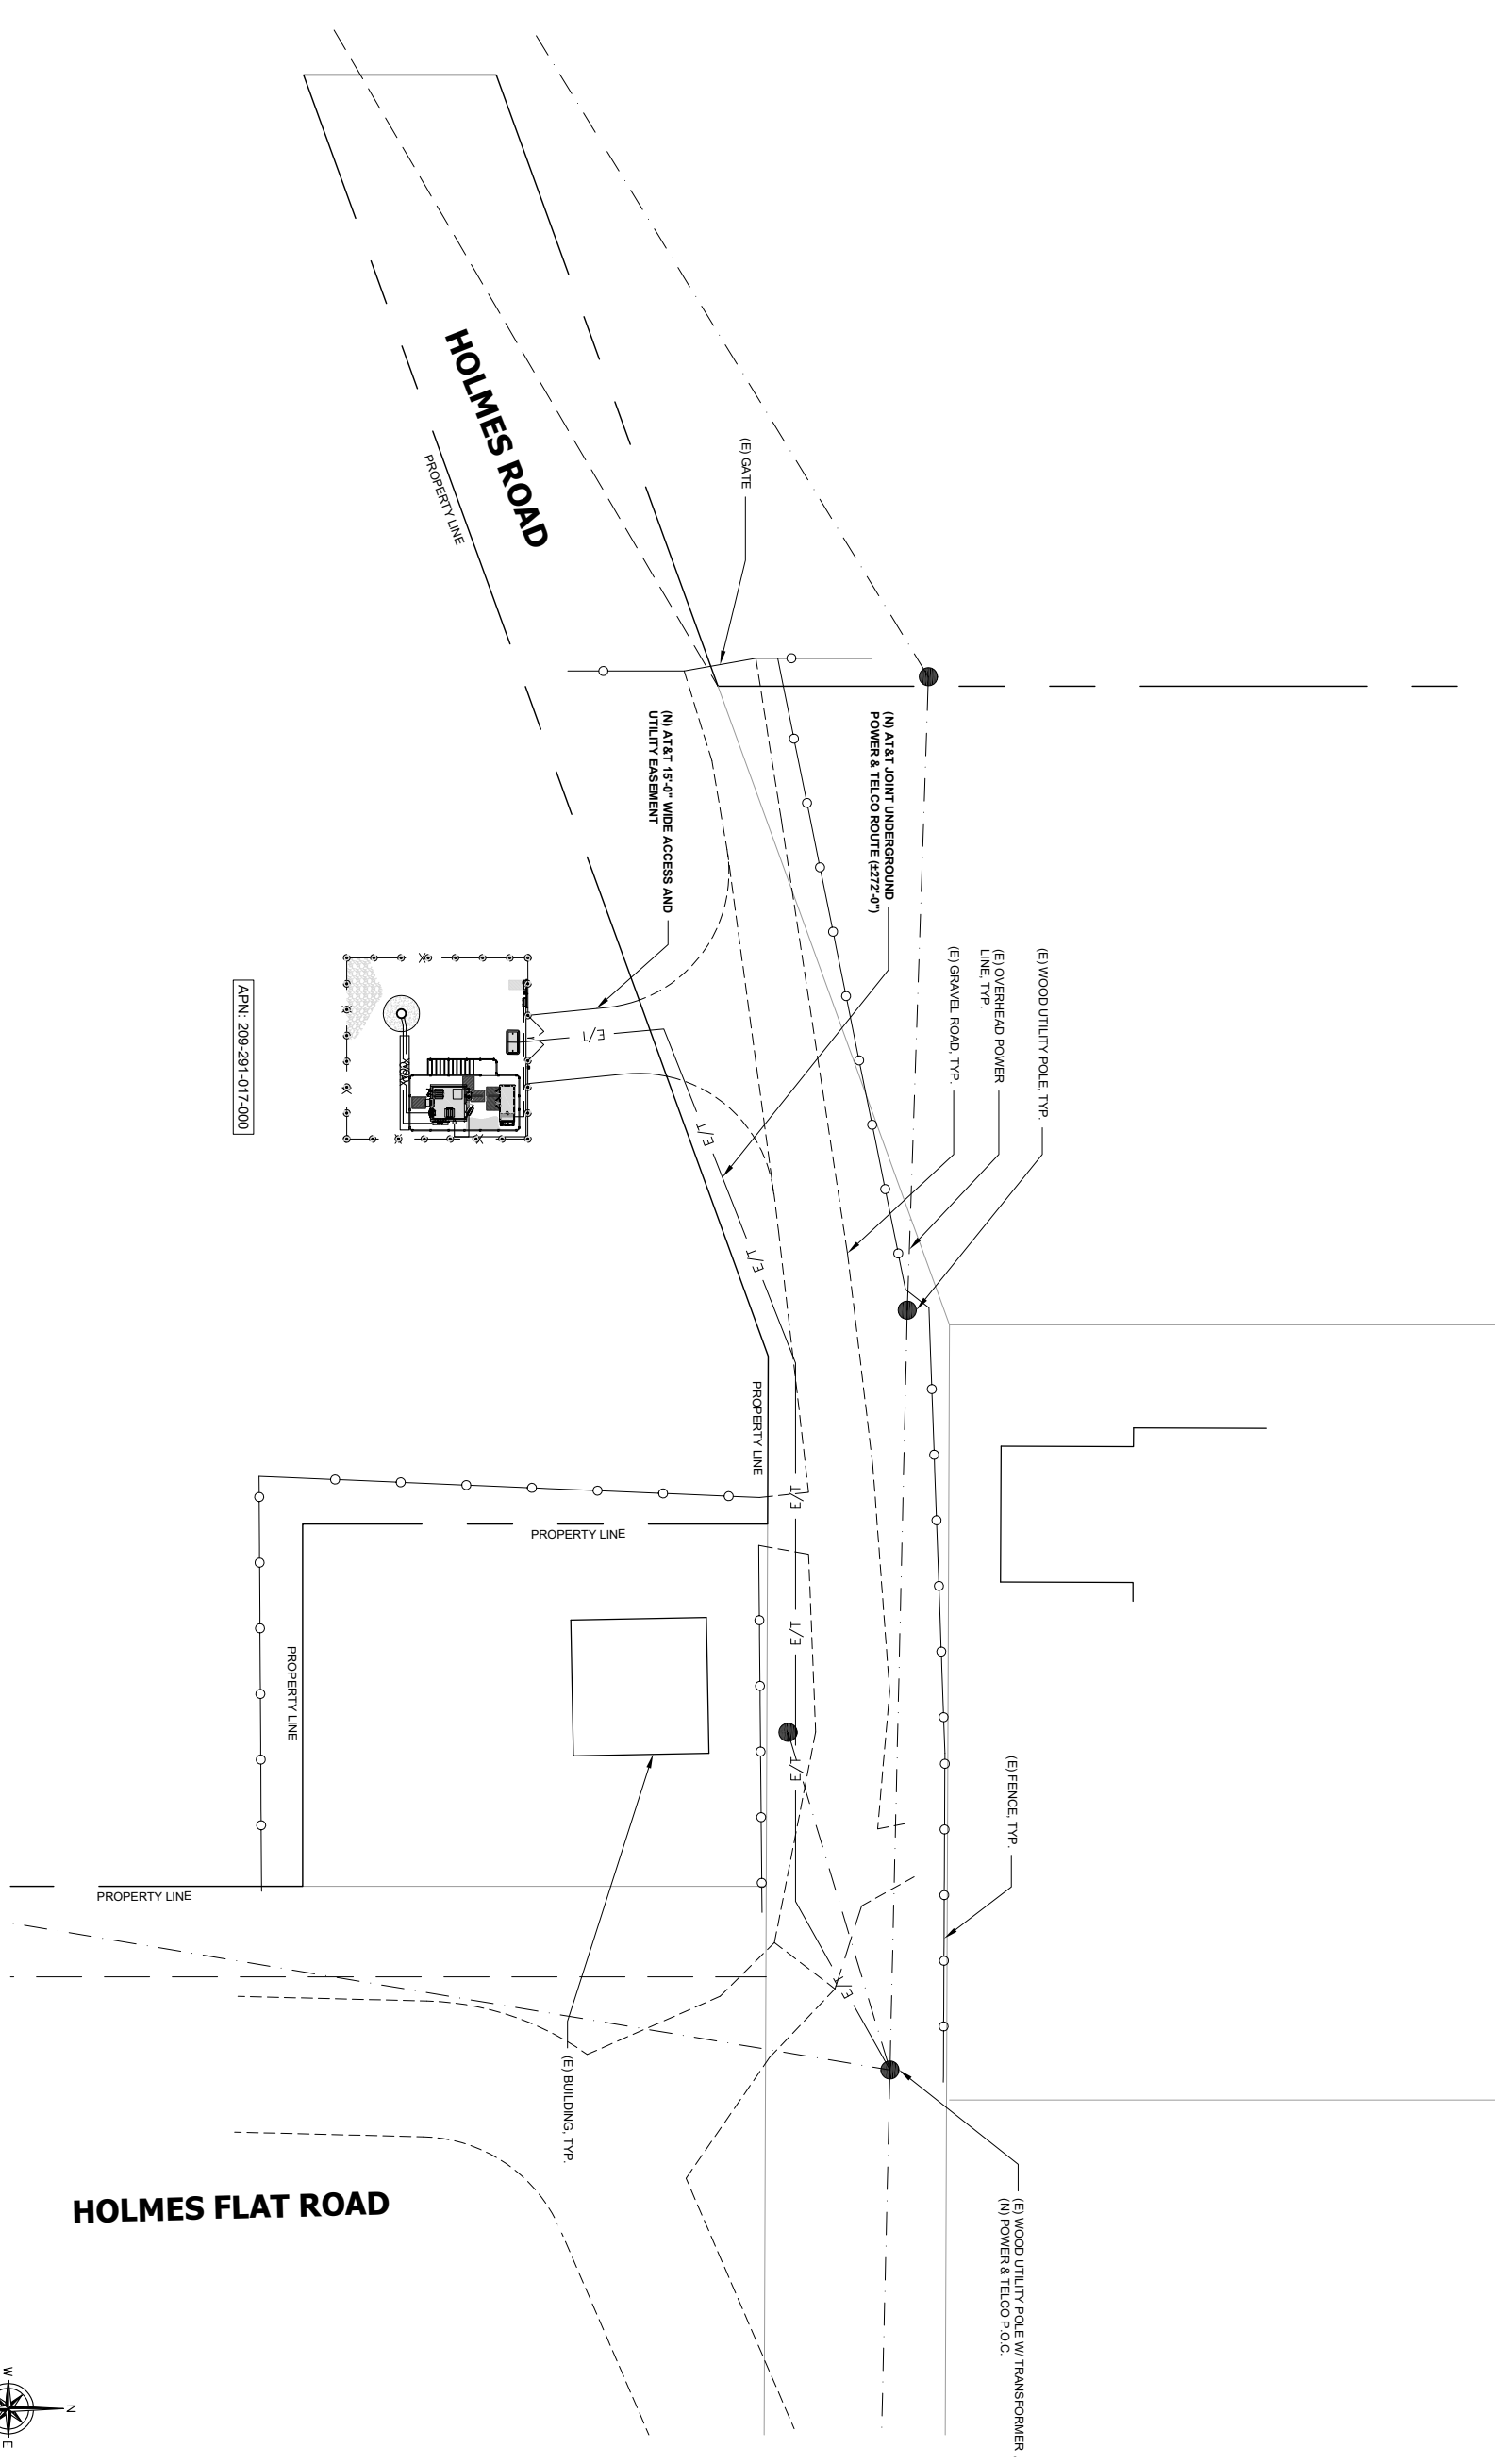 HOLMES ROAD
PROPERTY LINE
(E) GATE
(N) AT&T 15'-0" WIDE ACCESS AND
UTILITY EASEMENT
(N) AT&T JOINT UNDERGROUND
POWER & TELCO ROUTE (±272'-0")
(E) GRAVEL ROAD, TYP.
(E) OVERHEAD POWER
LINE, TYP.
(E) WOOD UTILITY POLE, TYP.
APN: 209-291-017-000
E/T
E/T
E/T
PROPERTY LINE
E/T
PROPERTY LINE
E/T
PROPERTY LINE
E/T
(E) FENCE, TYP.
PROPERTY LINE
E/T
(E) BUILDING, TYP.
(E) WOOD UTILITY POLE W/ TRANSFORMER,
(N) POWER & TELCO P.O.C.
HOLMES FLAT ROAD
W
N
E